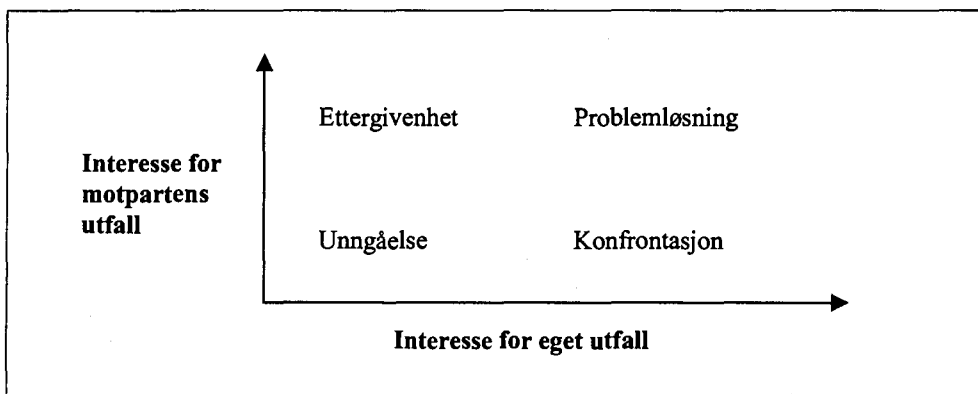 Ettergivenhet Problemløsning
Interesse for
motpartens
utfall
Unngåelse Konfrontasjon
Interesse for eget utfall